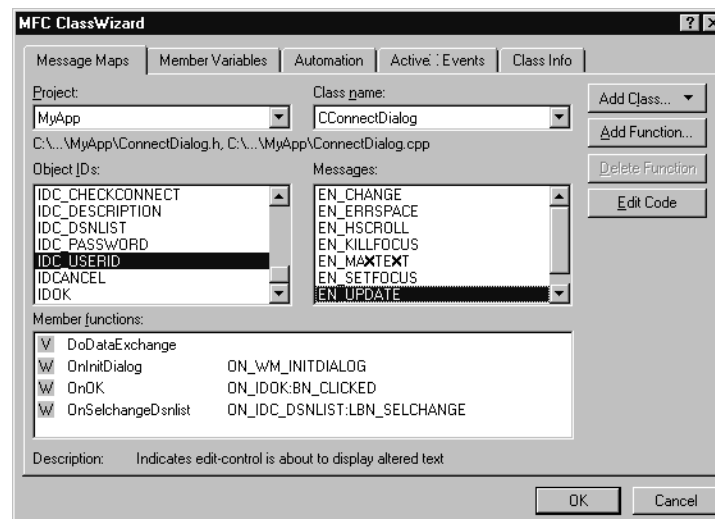 MFC ClassWizard
Message Maps
Member Variables
Automation
Active Events
Class Info
Project:
MyApp
Class name:
CConnectDialog
Add Class...
Add Function...
Delete Function
Edit Code
C:\...\MyApp\ConnectDialog.h, C:\...\MyApp\ConnectDialog.cpp
Object IDs:
IDC_CHECKCONNECT
IDC_DESCRIPTION
IDC_DSNLIST
IDC_PASSWORD
IDC_USERID
IDCANCEL
IDOK
Messages:
EN_CHANGE
EN_ERRSPACE
EN_HSCROLL
EN_KILLFOCUS
EN_MAXTEXT
EN_SETFOCUS
EN_UPDATE
Member functions:
V DoDataExchange
W OnInitDialog ON_WM_INITDIALOG
W OnOK ON_IDOK:BN_CLICKED
W OnSelchangeDsnlist ON_IDC_DSNLIST:LBN_SELCHANGE
Description: Indicates edit-control is about to display altered text
OK
Cancel